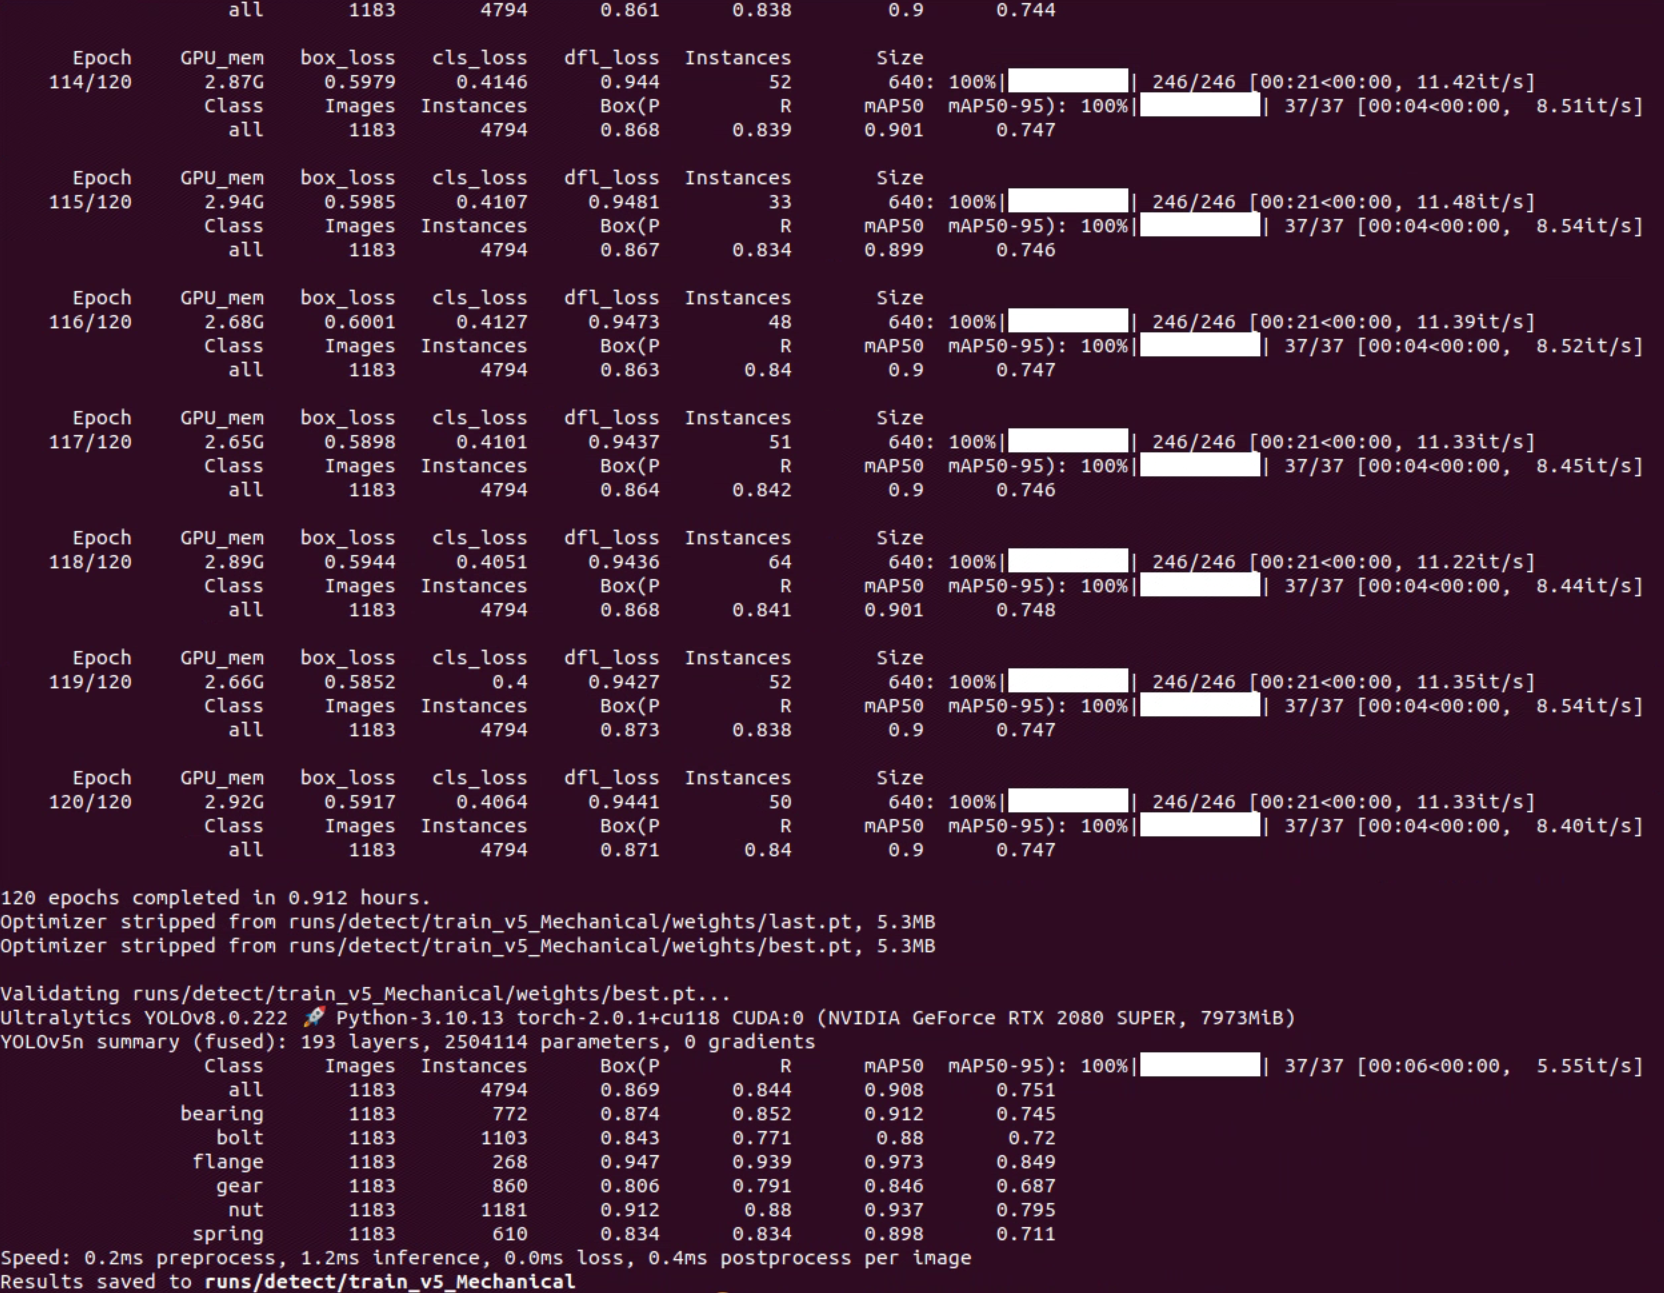 all 1183 4794 0.861 0.838 0.9 0.744
Epoch GPU_mem box_loss cls_loss dfl_loss Instances Size
114/120 2.87G 0.5979 0.4146 0.944 52 640: 100%| | 246/246 [00:21<00:00, 11.42it/s]
Class Images Instances Box(P R mAP50 mAP50-95): 100%| | 37/37 [00:04<00:00, 8.51it/s]
all 1183 4794 0.868 0.839 0.901 0.747
Epoch GPU_mem box_loss cls_loss dfl_loss Instances Size
115/120 2.94G 0.5985 0.4107 0.9481 33 640: 100%| | 246/246 [00:21<00:00, 11.48it/s]
Class Images Instances Box(P R mAP50 mAP50-95): 100%| | 37/37 [00:04<00:00, 8.54it/s]
all 1183 4794 0.867 0.834 0.899 0.746
Epoch GPU_mem box_loss cls_loss dfl_loss Instances Size
116/120 2.68G 0.6001 0.4127 0.9473 48 640: 100%| | 246/246 [00:21<00:00, 11.39it/s]
Class Images Instances Box(P R mAP50 mAP50-95): 100%| | 37/37 [00:04<00:00, 8.52it/s]
all 1183 4794 0.863 0.84 0.9 0.747
Epoch GPU_mem box_loss cls_loss dfl_loss Instances Size
117/120 2.65G 0.5898 0.4101 0.9437 51 640: 100%| | 246/246 [00:21<00:00, 11.33it/s]
Class Images Instances Box(P R mAP50 mAP50-95): 100%| | 37/37 [00:04<00:00, 8.45it/s]
all 1183 4794 0.864 0.842 0.9 0.746
Epoch GPU_mem box_loss cls_loss dfl_loss Instances Size
118/120 2.89G 0.5944 0.4051 0.9436 64 640: 100%| | 246/246 [00:21<00:00, 11.22it/s]
Class Images Instances Box(P R mAP50 mAP50-95): 100%| | 37/37 [00:04<00:00, 8.44it/s]
all 1183 4794 0.868 0.841 0.901 0.748
Epoch GPU_mem box_loss cls_loss dfl_loss Instances Size
119/120 2.66G 0.5852 0.4 0.9427 52 640: 100%| | 246/246 [00:21<00:00, 11.35it/s]
Class Images Instances Box(P R mAP50 mAP50-95): 100%| | 37/37 [00:04<00:00, 8.54it/s]
all 1183 4794 0.873 0.838 0.9 0.747
Epoch GPU_mem box_loss cls_loss dfl_loss Instances Size
120/120 2.92G 0.5917 0.4064 0.9441 50 640: 100%| | 246/246 [00:21<00:00, 11.33it/s]
Class Images Instances Box(P R mAP50 mAP50-95): 100%| | 37/37 [00:04<00:00, 8.40it/s]
all 1183 4794 0.871 0.84 0.9 0.747
120 epochs completed in 0.912 hours.
Optimizer stripped from runs/detect/train_v5_Mechanical/weights/last.pt, 5.3MB
Optimizer stripped from runs/detect/train_v5_Mechanical/weights/best.pt, 5.3MB
Validating runs/detect/train_v5_Mechanical/weights/best.pt...
Ultralytics YOLOv8.0.222 🚀 Python-3.10.13 torch-2.0.1+cu118 CUDA:0 (NVIDIA GeForce RTX 2080 SUPER, 7973MiB)
YOLOv5n summary (fused): 193 layers, 2504114 parameters, 0 gradients
Class Images Instances Box(P R mAP50 mAP50-95): 100%| | 37/37 [00:06<00:00, 5.55it/s]
all 1183 4794 0.869 0.844 0.908 0.751
bearing 1183 772 0.874 0.852 0.912 0.745
bolt 1183 1103 0.843 0.771 0.88 0.72
flange 1183 268 0.947 0.939 0.973 0.849
gear 1183 860 0.806 0.791 0.846 0.687
nut 1183 1181 0.912 0.88 0.937 0.795
spring 1183 610 0.834 0.834 0.898 0.711
Speed: 0.2ms preprocess, 1.2ms inference, 0.0ms loss, 0.4ms postprocess per image
Results saved to runs/detect/train_v5_Mechanical